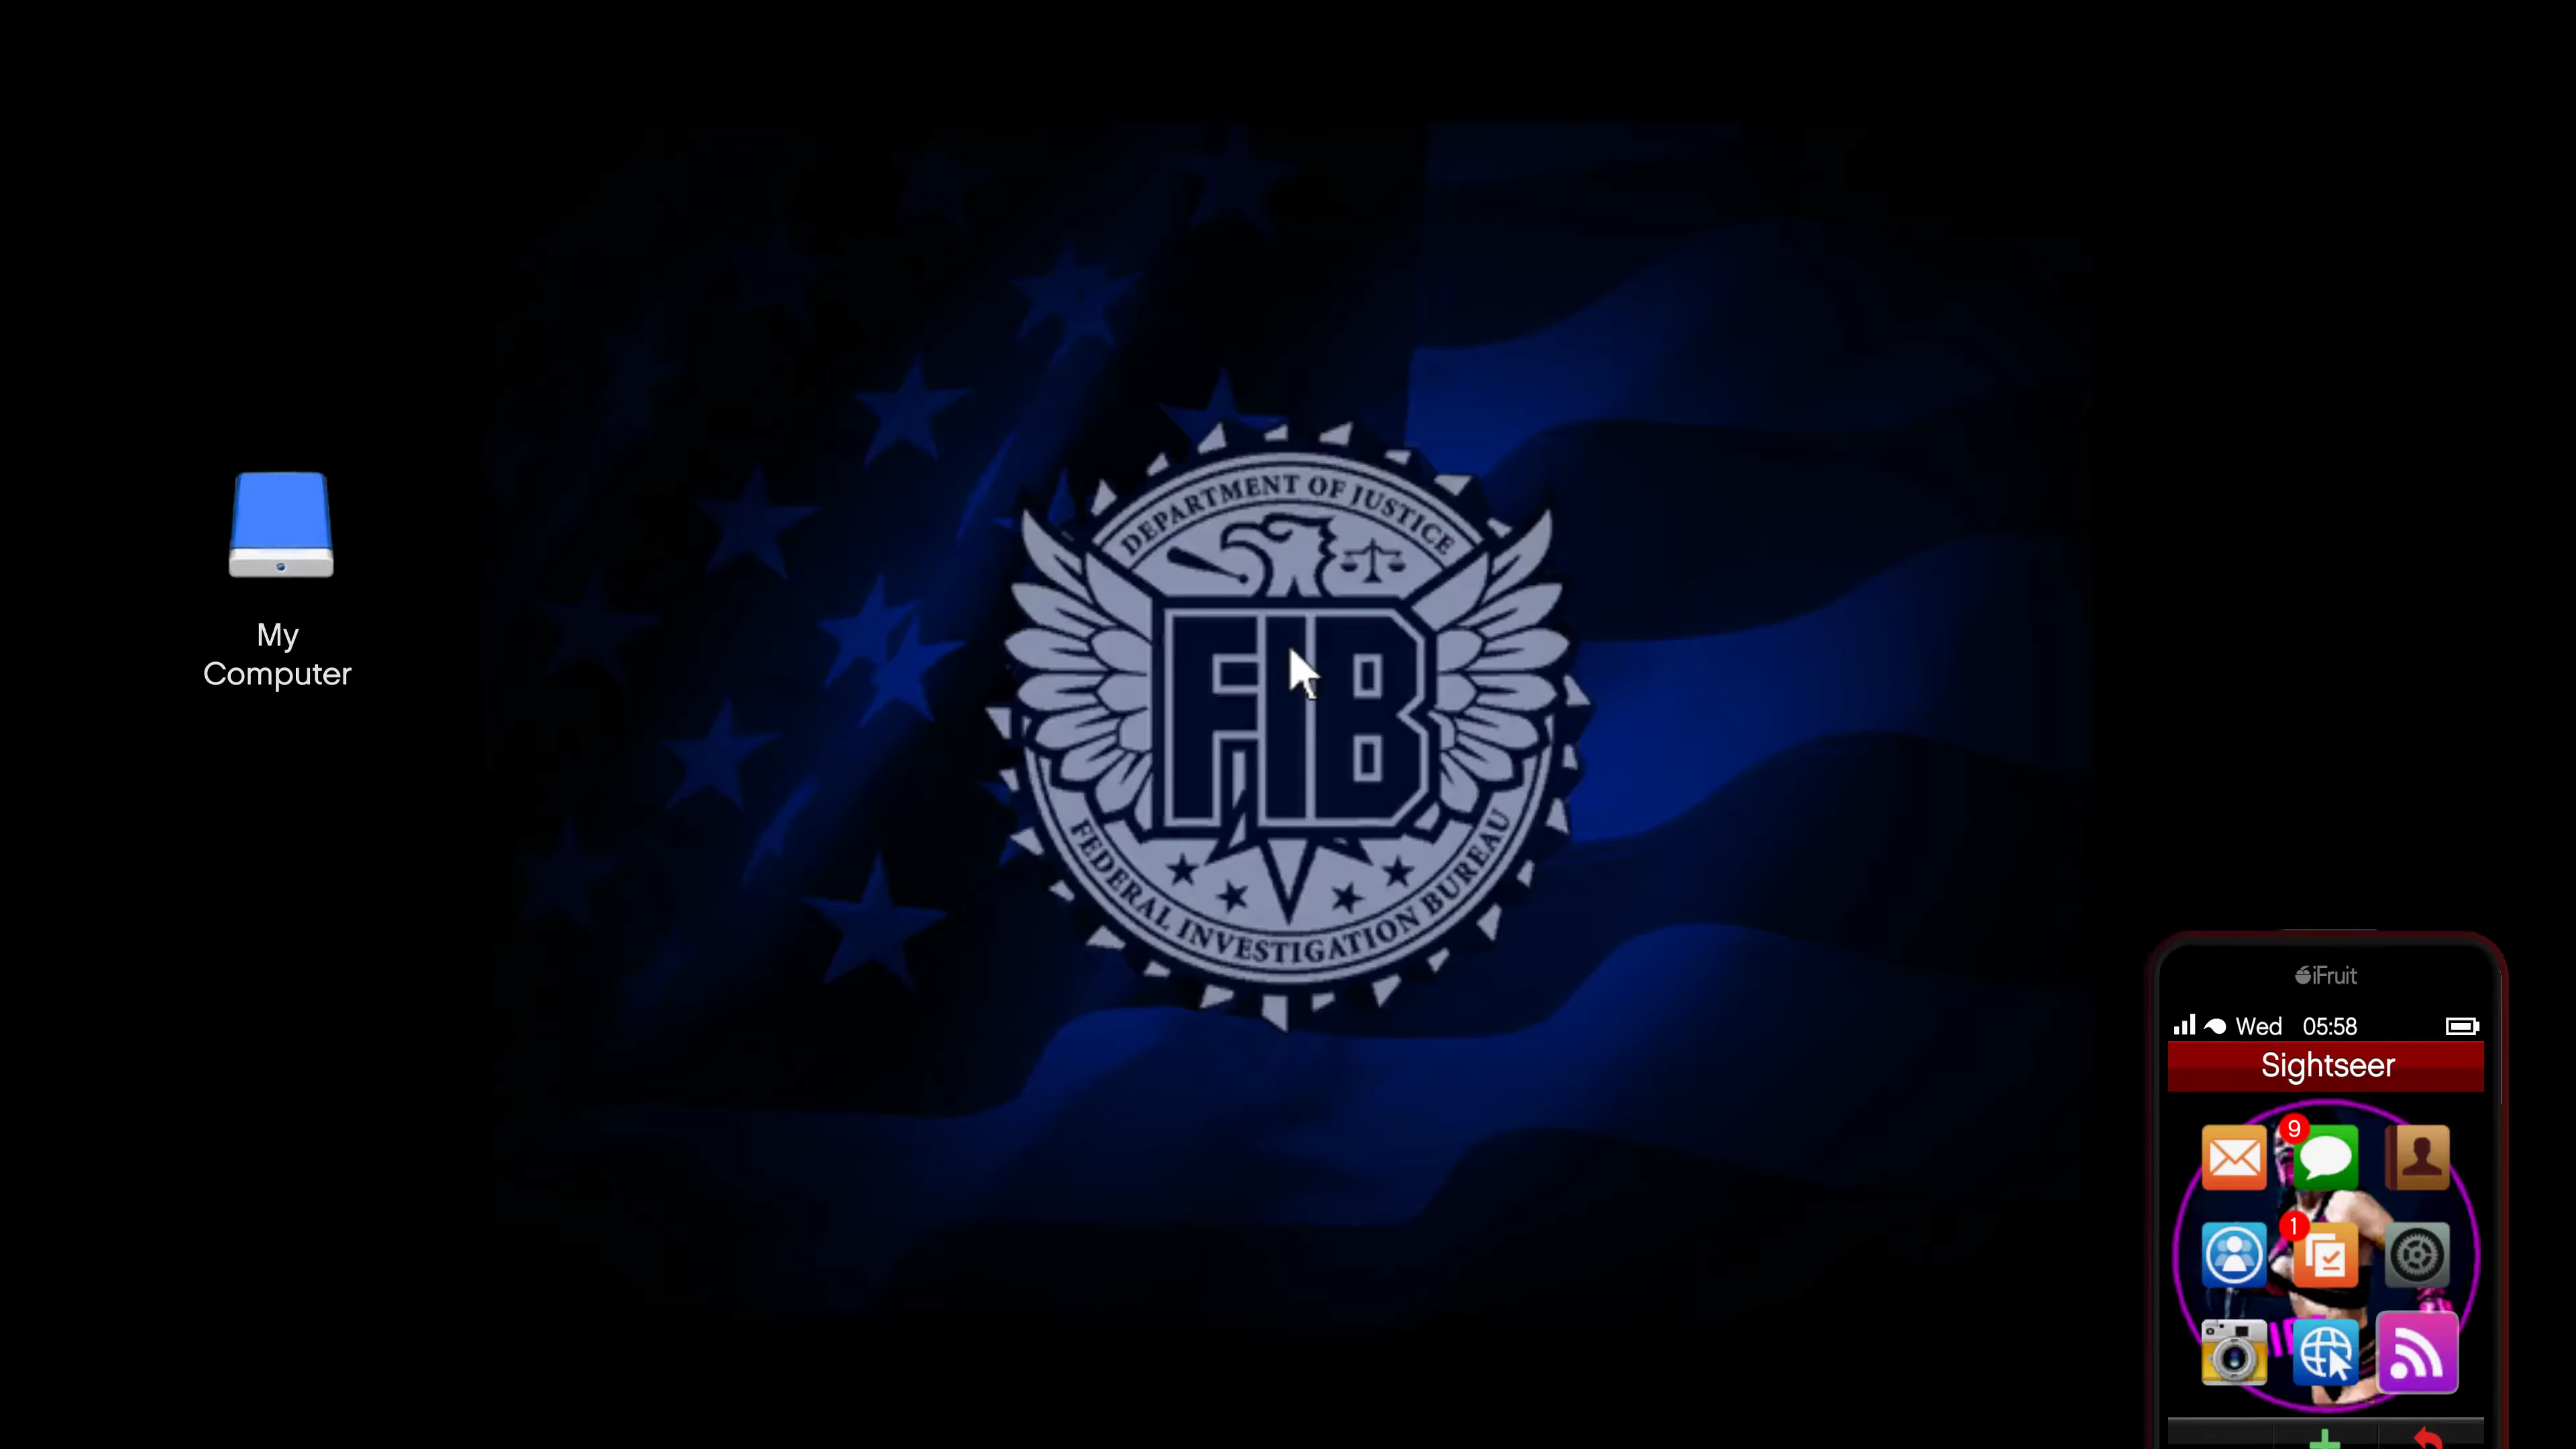 DEPARTMENT OF JUSTICE
FIB
FEDERAL INVESTIGATION BUREAU
My
Computer
iFruit
Wed 05:58
Sightseer
9
1